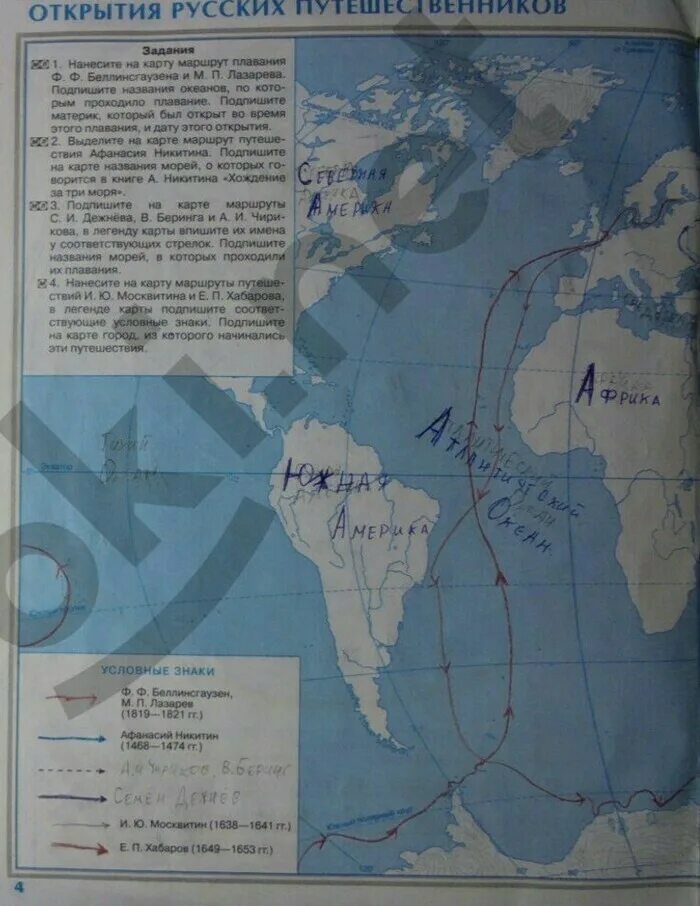 ОТКРЫТИЯ РУССКИХ ПУТЕШЕСТВЕННИКОВ
Задания
1. Нанесите на карту маршрут плавания
Ф. Ф. Беллинсгаузена и М. П. Лазарева.
Подпишите названия океанов, по кото-
рым проходило плавание. Подпишите
материк, который был открыт во время
этого плавания, и дату этого открытия.
2. Выделите на карте маршрут путеше-
ствия Афанасия Никитина. Подпишите
на карте названия морей, о которых го-
ворится в книге А. Никитина «Хождение
за три моря».
3. Подпишите на карте маршруты
С. И. Дежнёва, В. Беринга и А. И. Чири-
кова, в легенду карты впишите их имена
у соответствующих стрелок. Подпишите
названия морей, в которых проходили
их плавания.
4. Нанесите на карту маршруты путеше-
ствий И. Ю. Москвитина и Е. П. Хабарова,
в легенде карты подпишите соответ-
ствующие условные знаки. Подпишите
на карте город, из которого начинались
эти путешествия.
Северная
Америка
Африка
Атлантический
Океан
Тихий
Экватор
Южная
Америка
УСЛОВНЫЕ ЗНАКИ
Ф. Ф. Беллинсгаузен,
М. П. Лазарев
(1819—1821 гг.)
Афанасий Никитин
(1468—1474 гг.)
А.И Чириков, В. Беринг
Семён Дежнёв
И. Ю. Москвитин (1638—1641 гг.)
Е. П. Хабаров (1649—1653 гг.)
Южный полярный круг
4